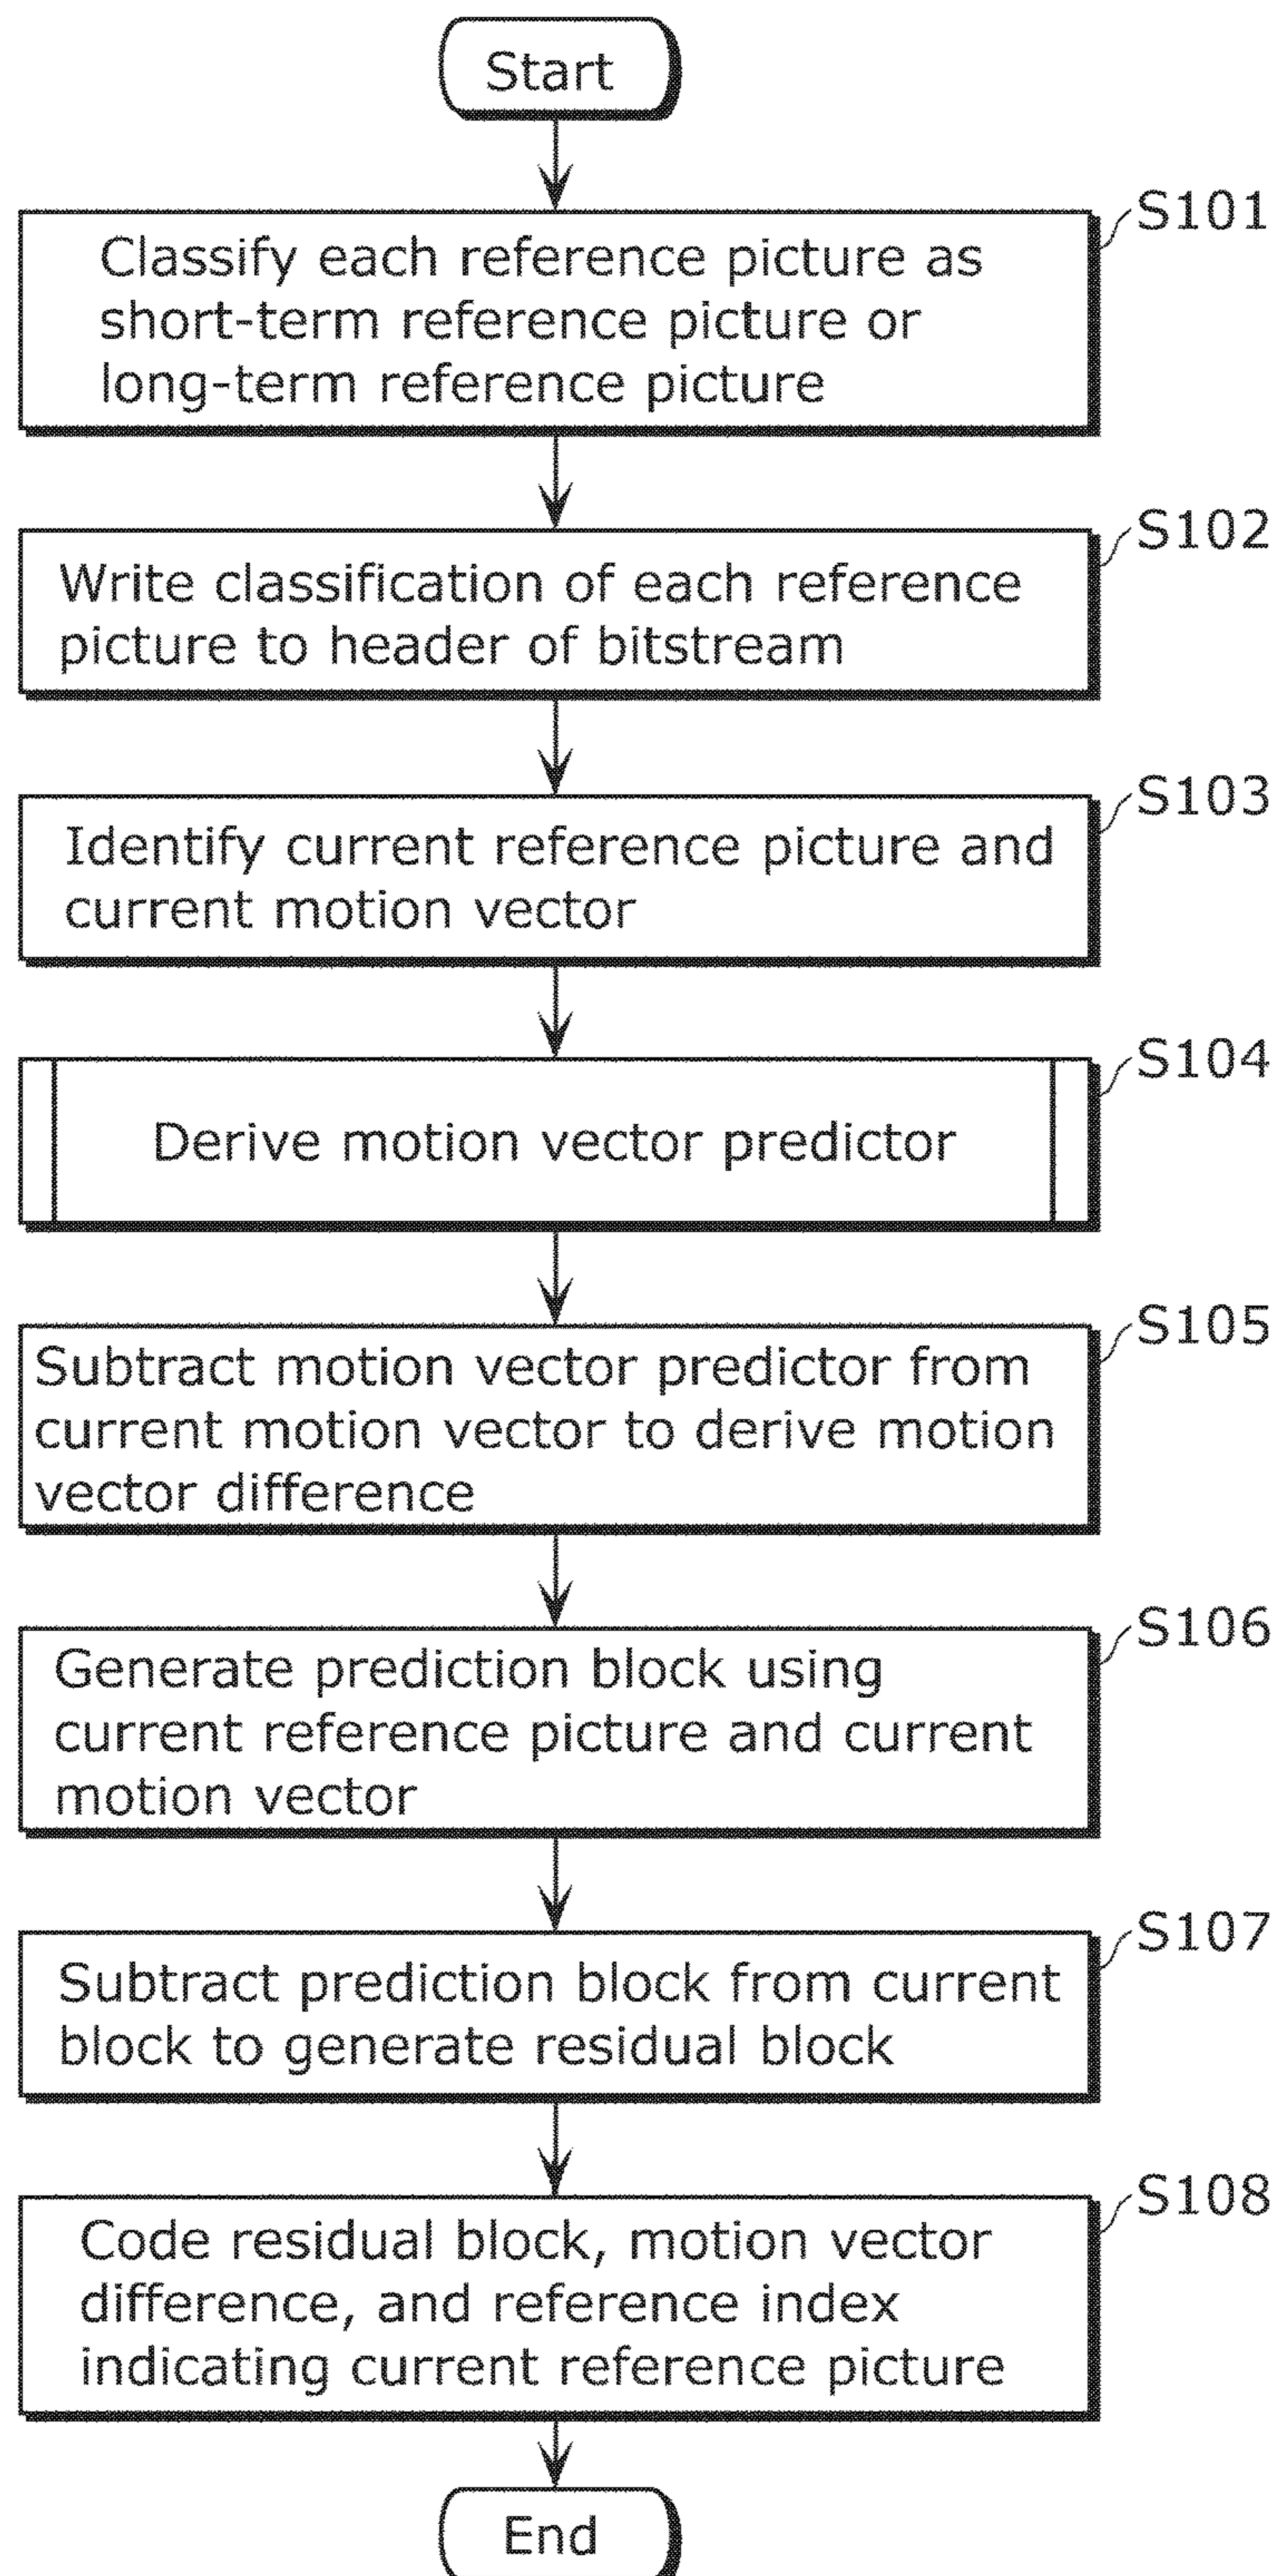 Start
S101
Classify each reference picture as
short-term reference picture or
long-term reference picture
S102
Write classification of each reference
picture to header of bitstream
S103
Identify current reference picture and
current motion vector
S104
Derive motion vector predictor
S105
Subtract motion vector predictor from
current motion vector to derive motion
vector difference
S106
Generate prediction block using
current reference picture and current
motion vector
S107
Subtract prediction block from current
block to generate residual block
S108
Code residual block, motion vector
difference, and reference index
indicating current reference picture
End